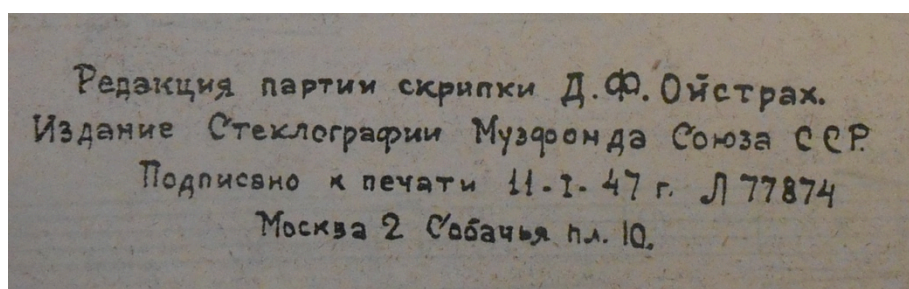 Редакция партии скрипки Д.Ф. Ойстрах.
Издание Стеклографии Музфонда Союза ССР.
Подписано к печати 11-I-47 г. Л 77874
Москва 2 Собачья пл. 10.